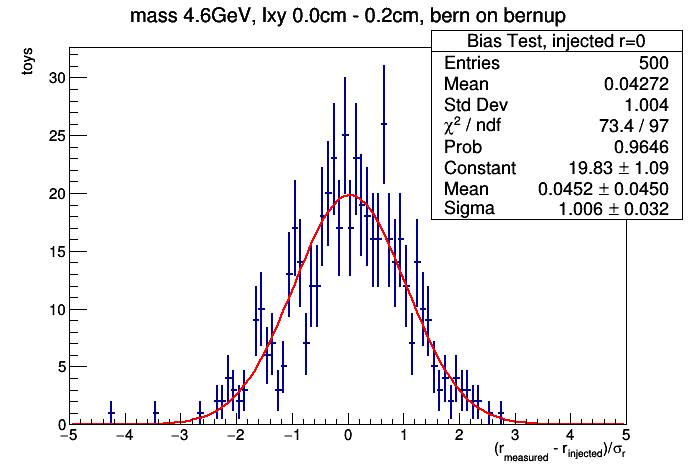 mass 4.6GeV, lxy 0.0cm - 0.2cm, bern on bernup
Bias Test, injected r=0
Entries 500
Mean 0.04272
Std Dev 1.004
χ² / ndf 73.4 / 97
Prob 0.9646
Constant 19.83 ± 1.09
Mean 0.0452 ± 0.0450
Sigma 1.006 ± 0.032
toys
30
25
20
15
10
5
0
−5 −4 −3 −2 −1 0 1 2 3 4 5
(r_measured - r_injected)/σ_r